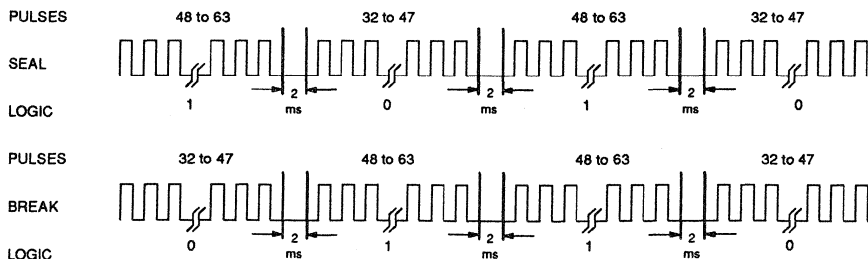 PULSES 48 to 63 32 to 47 48 to 63 32 to 47
SEAL
1 2 ms 0 2 ms 1 2 ms 0
LOGIC
PULSES 32 to 47 48 to 63 48 to 63 32 to 47
BREAK
0 2 ms 1 2 ms 1 2 ms 0
LOGIC